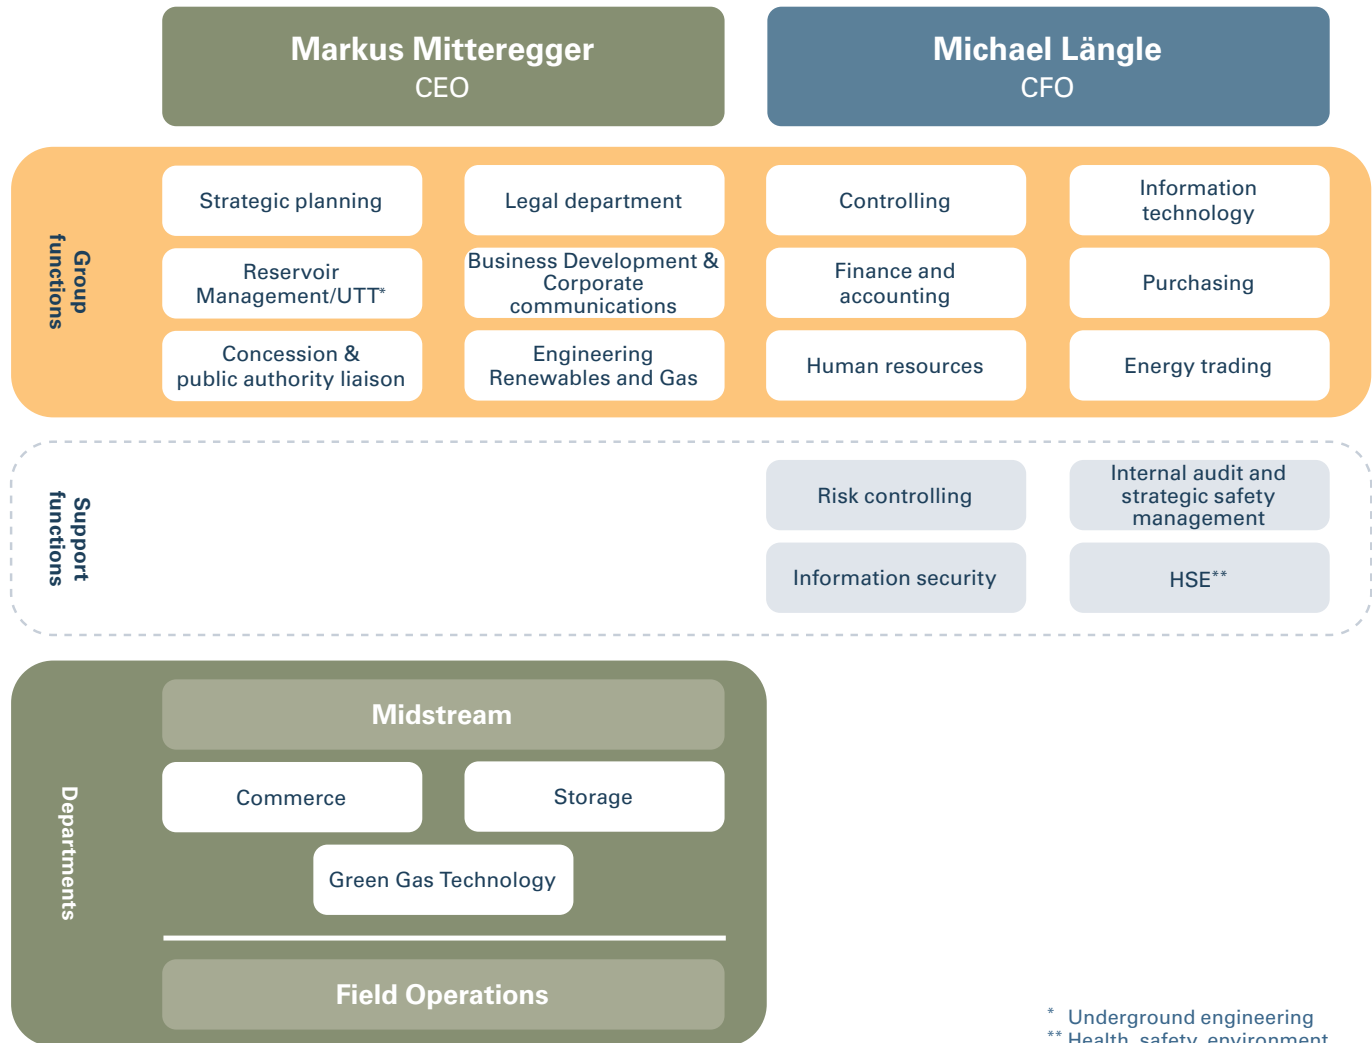 Markus Mitteregger
CEO
Michael Längle
CFO
Group
functions
Strategic planning
Legal department
Controlling
Information
technology
Reservoir
Management/UTT*
Business Development &
Corporate
communications
Finance and
accounting
Purchasing
Concession &
public authority liaison
Engineering
Renewables and Gas
Human resources
Energy trading
Support
functions
Risk controlling
Internal audit and
strategic safety
management
Information security
HSE**
Departments
Midstream
Commerce
Storage
Green Gas Technology
Field Operations
* Underground engineering
** Health, safety, environment